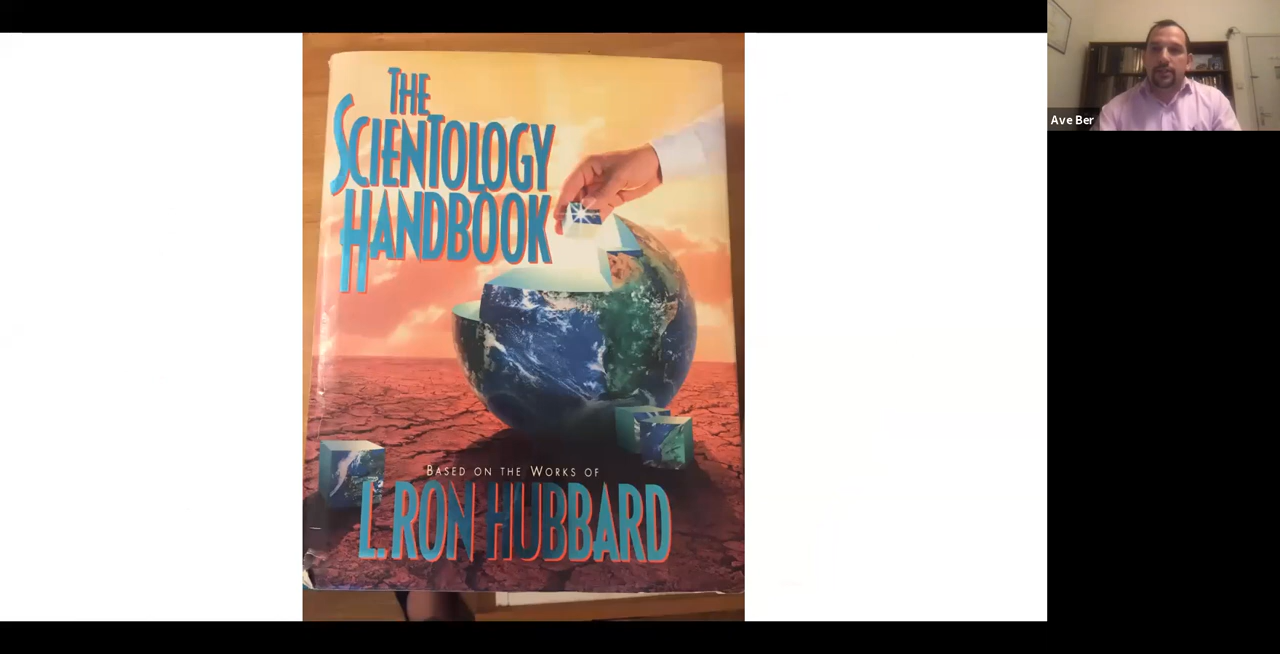 THE
SCIENTOLOGY
HANDBOOK
BASED ON THE WORKS OF
L. RON HUBBARD
Ave Ber